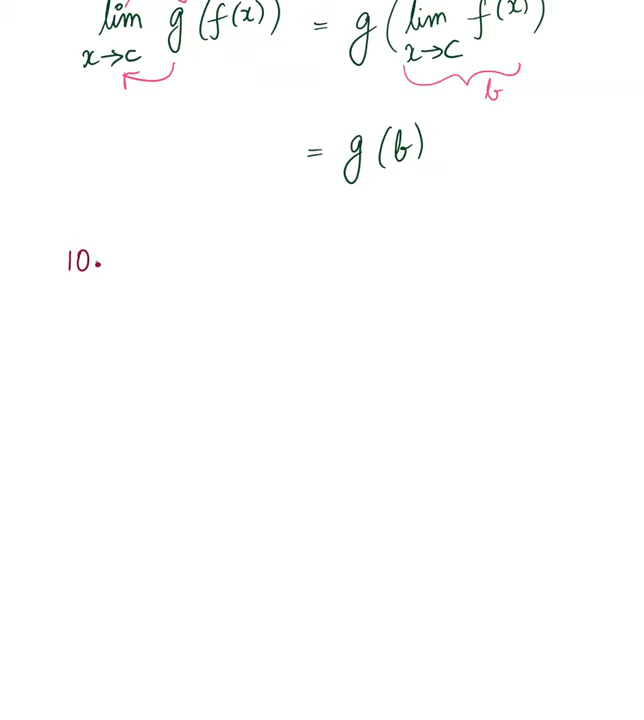 lim g(f(x)) = g(lim f(x))
x→c x→c
b
= g(b)
10.